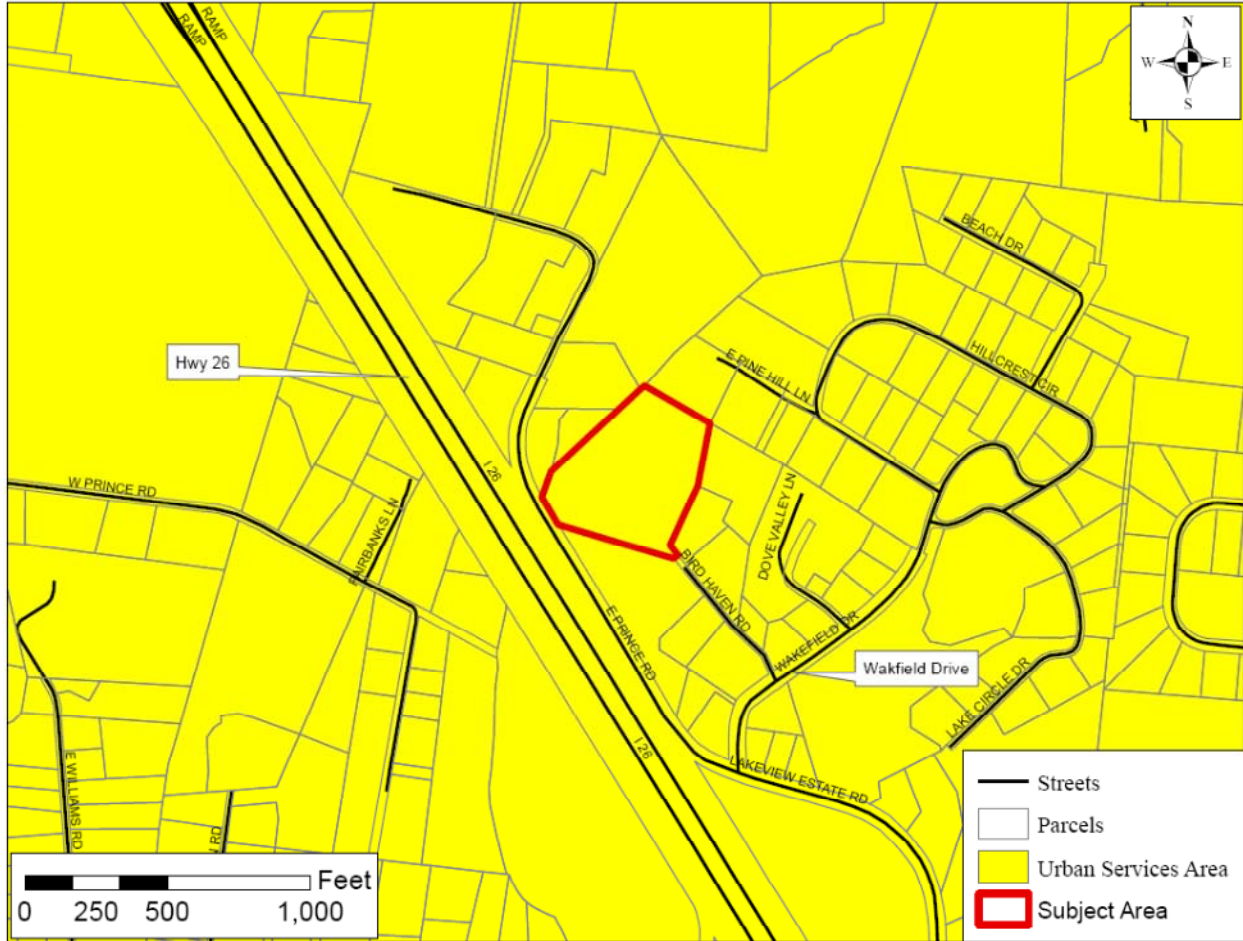 RAMP
RAMP
N
W
E
S
BEACH DR
Hwy 26
E PINE HILL LN
HILLCREST CIR
I 26
W PRINCE RD
FAIRBANKS LN
DOVE VALLEY LN
BIRD HAVEN RD
E PRINCE RD
WAKEFIELD DR
Wakfield Drive
LAKE CIRCLE DR
I 26
LAKEVIEW ESTATE RD
E WILLIAMS RD
RD
Streets
Parcels
Urban Services Area
Subject Area
Feet
0 250 500 1,000